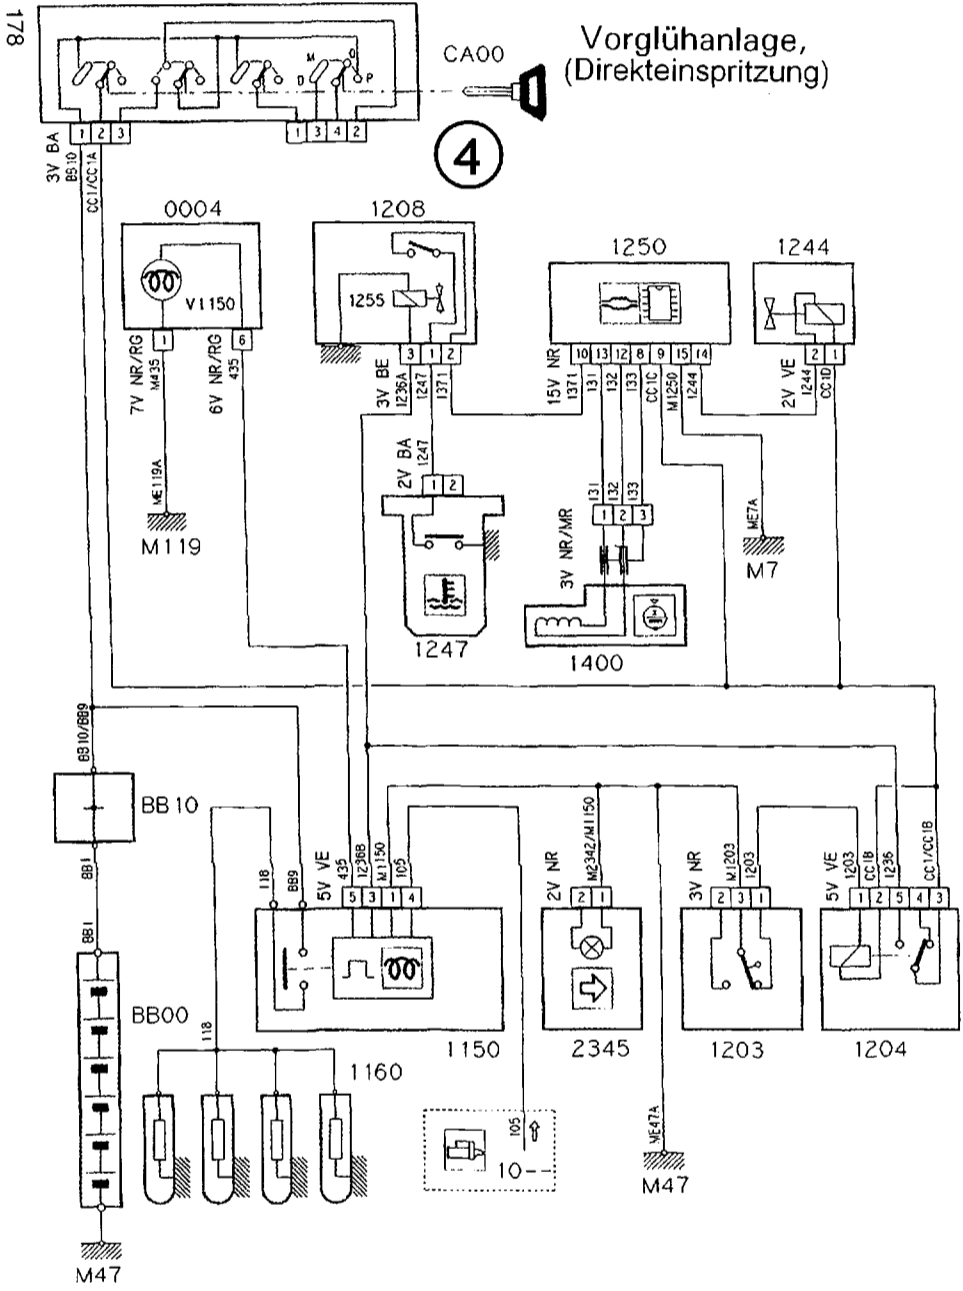 178
Vorglühanlage,
(Direkteinspritzung)
CA00
M
D
P
1 2 3
1 3 4 2
3V BA
BB10
CC1/CC1A
4
0004
1208
1250
1244
V1150
1255
1 6
3 1 2
10 13 12 8 9 15 14
2 1
7V NR/RG
M435
6V NR/RG
435
3V BE
1236A
1247
1371
15V NR
1371
131
132
133
CC1C
M1250
1244
2V VE
1244
CC1D
2V BA
1247
1 2
ME119A
M119
131
132
133
1 2 3
3V NR/MR
ME7A
M7
1247
1400
BB10/BB9
BB10
BB1
BB1
118
BB9
5V VE
435
1236B
M1150
105
5 3 1 4
2V NR
M2342/M1150
2 1
3V NR
M1203
1203
2 3 1
5V VE
1203
CC1B
1236
CC1/CC1B
1 2 5 4 3
BB00
1150
2345
1203
1204
118
1160
105
10
ME47A
M47
M47